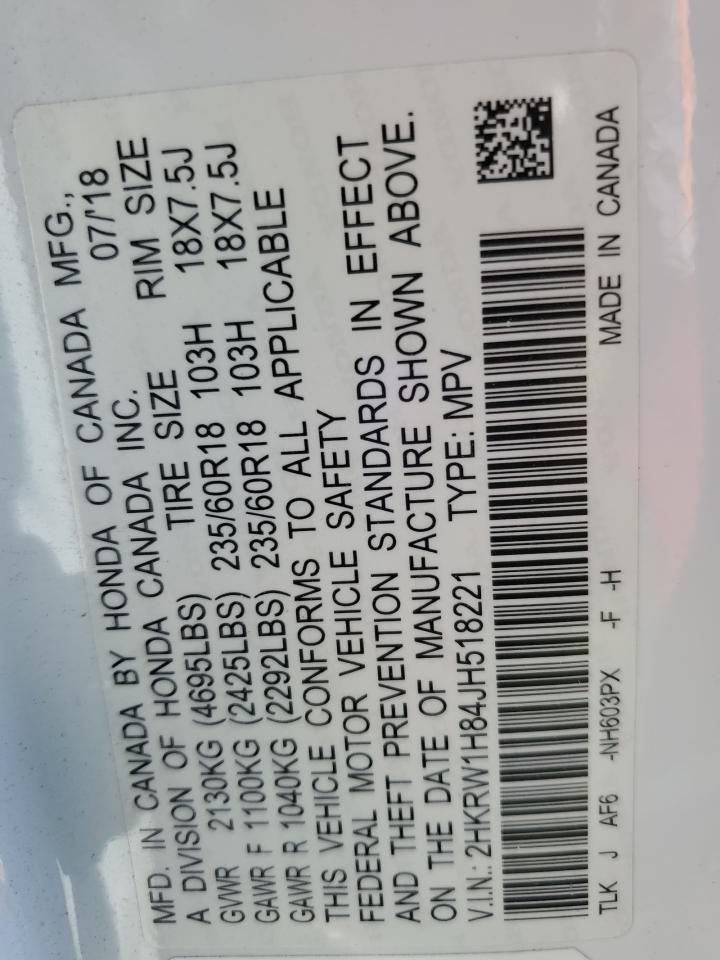 MFD. IN CANADA BY HONDA OF CANADA MFG.,
A DIVISION OF HONDA CANADA INC. 07/'18
GVWR 2130KG (4695LBS) TIRE SIZE RIM SIZE
GAWR F 1100KG (2425LBS) 235/60R18 103H 18X7.5J
GAWR R 1040KG (2292LBS) 235/60R18 103H 18X7.5J
THIS VEHICLE CONFORMS TO ALL APPLICABLE
FEDERAL MOTOR VEHICLE SAFETY
AND THEFT PREVENTION STANDARDS IN EFFECT
ON THE DATE OF MANUFACTURE SHOWN ABOVE.
V.I.N.: 2HKRW1H84JH518221 TYPE: MPV
TLK J AF6 -NH603PX -F -H MADE IN CANADA